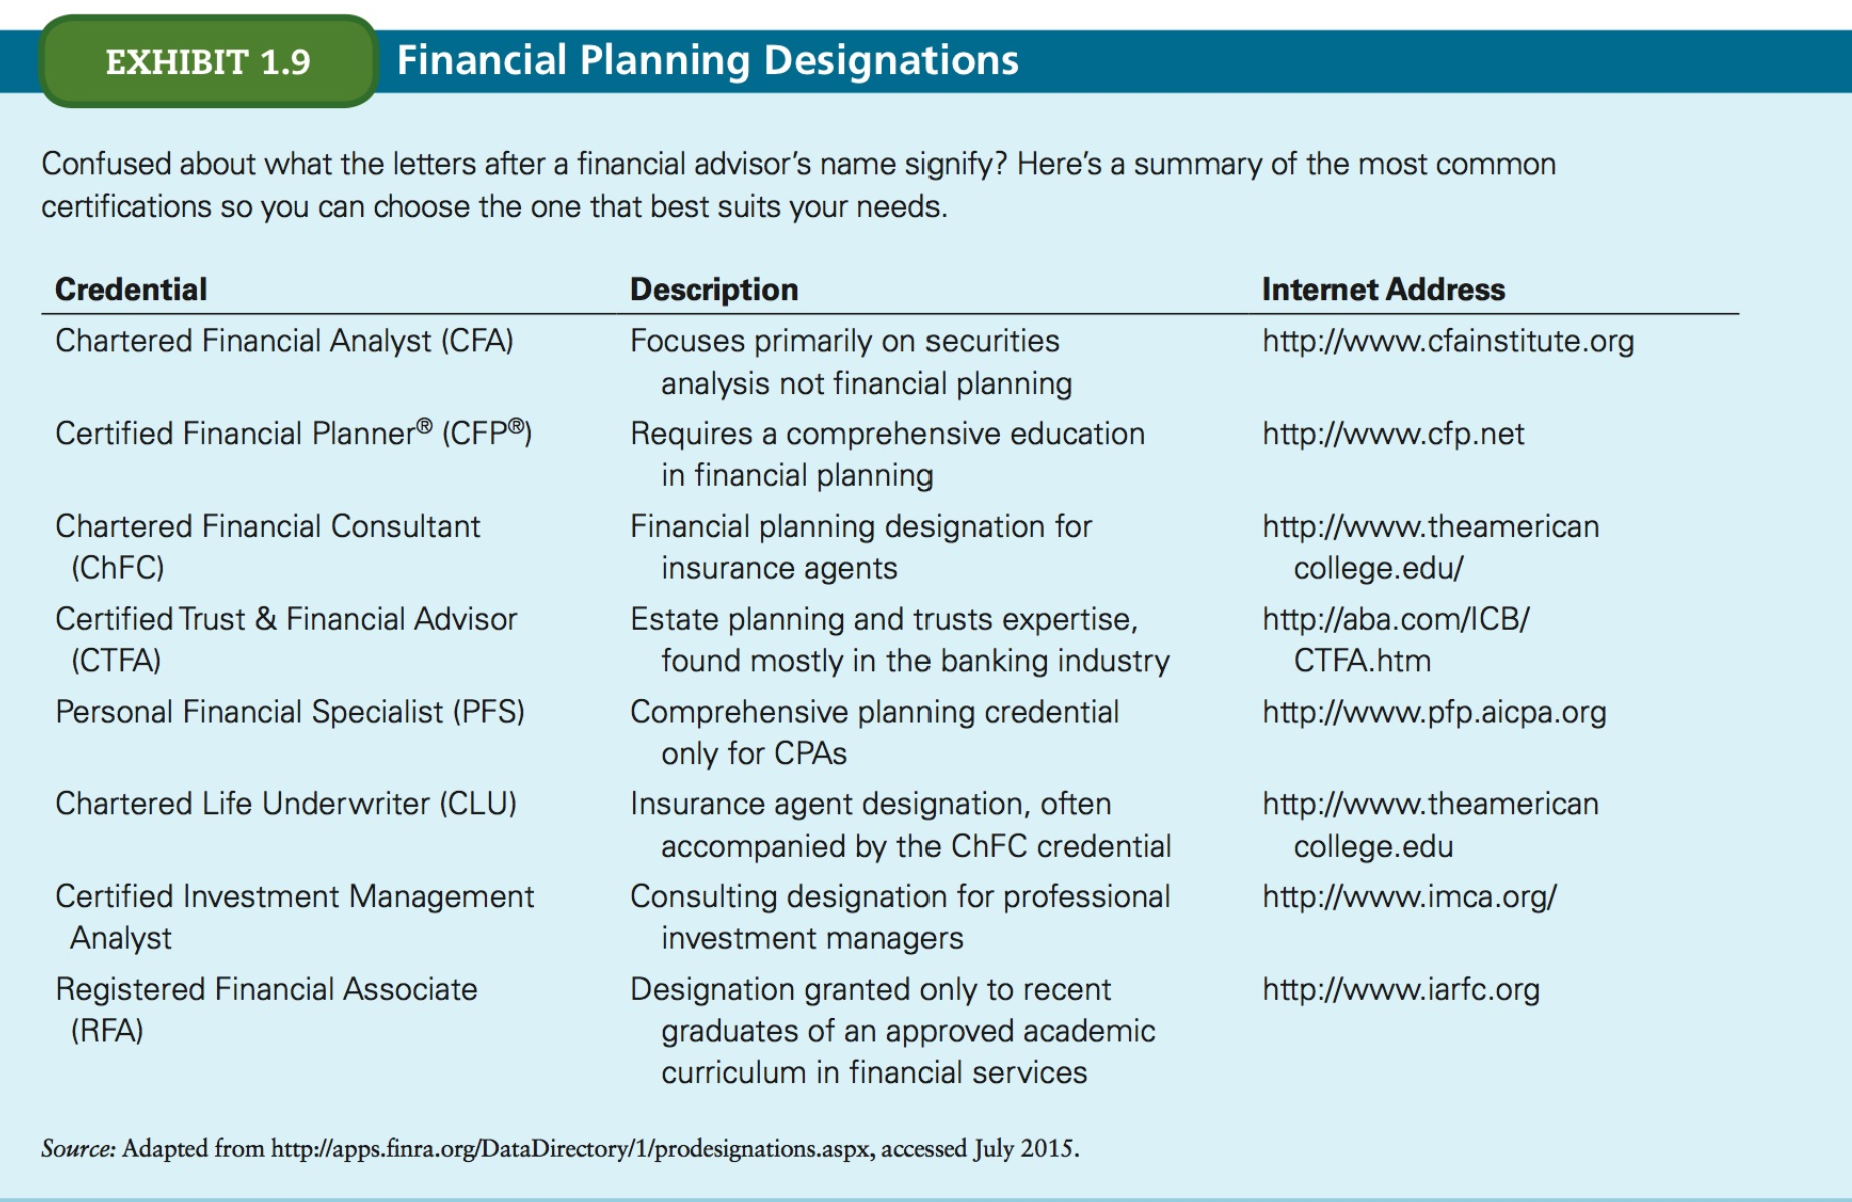 EXHIBIT 1.9 Financial Planning Designations
Confused about what the letters after a financial advisor's name signify? Here's a summary of the most common
certifications so you can choose the one that best suits your needs.
Credential Description Internet Address
Chartered Financial Analyst (CFA) Focuses primarily on securities http://www.cfainstitute.org
analysis not financial planning
Certified Financial Planner® (CFP®) Requires a comprehensive education http://www.cfp.net
in financial planning
Chartered Financial Consultant Financial planning designation for http://www.theamerican
(ChFC) insurance agents college.edu/
Certified Trust & Financial Advisor Estate planning and trusts expertise, http://aba.com/ICB/
(CTFA) found mostly in the banking industry CTFA.htm
Personal Financial Specialist (PFS) Comprehensive planning credential http://www.pfp.aicpa.org
only for CPAs
Chartered Life Underwriter (CLU) Insurance agent designation, often http://www.theamerican
accompanied by the ChFC credential college.edu
Certified Investment Management Consulting designation for professional http://www.imca.org/
Analyst investment managers
Registered Financial Associate Designation granted only to recent http://www.iarfc.org
(RFA) graduates of an approved academic
curriculum in financial services
Source: Adapted from http://apps.finra.org/DataDirectory/1/prodesignations.aspx, accessed July 2015.